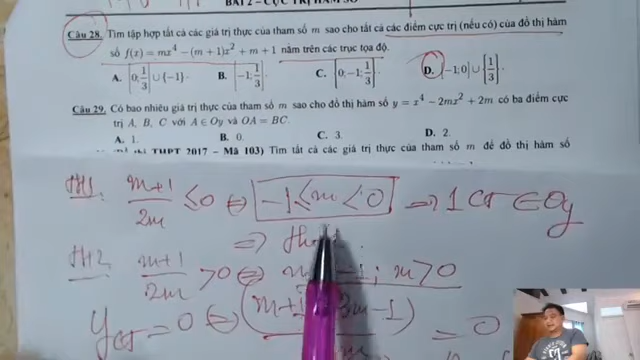 BÀI 2 – CỰC TRỊ HÀM SỐ
Câu 28. Tìm tập hợp tất cả các giá trị thực của tham số m sao cho tất cả các điểm cực trị (nếu có) của đồ thị hàm
số f(x) = mx⁴ − (m + 1)x² + m + 1 nằm trên các trục tọa độ.
A. [0; 1/3] ∪ {−1}. B. [−1; 1/3]. C. {0; −1; 1/3}. D. [−1; 0] ∪ {1/3}.
Câu 29. Có bao nhiêu giá trị thực của tham số m sao cho đồ thị hàm số y = x⁴ − 2mx² + 2m có ba điểm cực
trị A, B, C với A ∈ Oy và OA = BC.
A. 1. B. 0. C. 3. D. 2.
THPT 2017 – Mã 103) Tìm tất cả các giá trị thực của tham số m để đồ thị hàm số
TH1. m+1/2m ≤ 0 ⇔ −1 ≤ m < 0 ⇒ 1 CT ∈ Oy
⇒
TH2 m+1/2m > 0 ⇔ −1; m > 0
y = 0 ⇔ −1) = 0